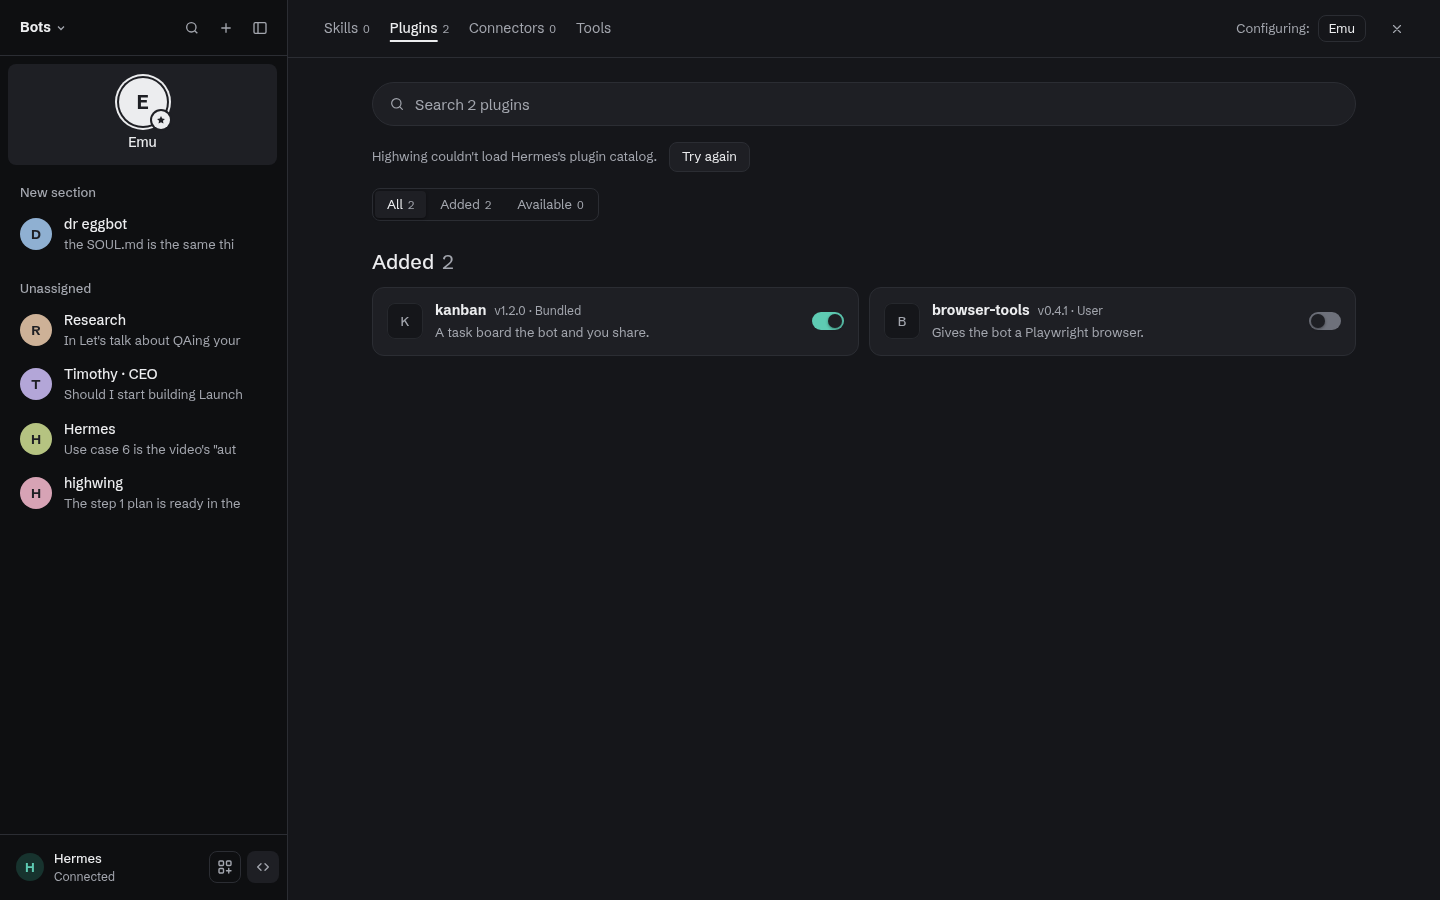 Bots
Skills 0
Plugins 2
Connectors 0
Tools
Configuring:
Emu
E
Emu
Search 2 plugins
Highwing couldn't load Hermes's plugin catalog.
Try again
All 2
Added 2
Available 0
New section
D
dr eggbot
the SOUL.md is the same thi
Unassigned
R
Research
In Let's talk about QAing your
T
Timothy · CEO
Should I start building Launch
H
Hermes
Use case 6 is the video's "aut
H
highwing
The step 1 plan is ready in the
Added 2
K
kanban v1.2.0 · Bundled
A task board the bot and you share.
B
browser-tools v0.4.1 · User
Gives the bot a Playwright browser.
H
Hermes
Connected